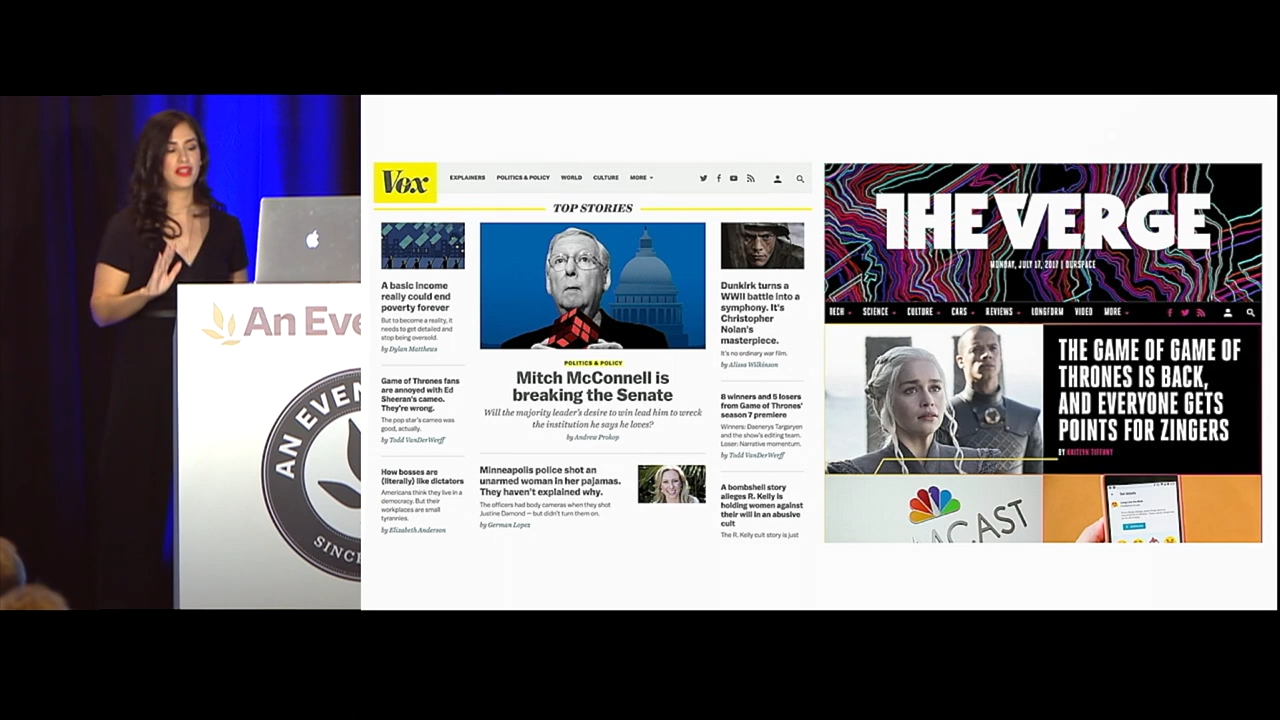 An Eve
AN EVEN
SINC
Vox
EXPLAINERS POLITICS & POLICY WORLD CULTURE MORE
TOP STORIES
A basic income
really could end
poverty forever
But to become a reality, it
needs to get detailed and
stop being oversold.
by Dylan Matthews
Game of Thrones fans
are annoyed with Ed
Sheeran's cameo.
They're wrong.
The pop star's cameo was
good, actually.
by Todd VanDerWerff
How bosses are
(literally) like dictators
Americans think they live in a
democracy. But their
workplaces are small
tyrannies.
by Elizabeth Anderson
POLITICS & POLICY
Mitch McConnell is
breaking the Senate
Will the majority leader's desire to win lead him to wreck
the institution he says he loves?
by Andrew Prokop
Minneapolis police shot an
unarmed woman in her pajamas.
They haven't explained why.
The officers had body cameras when they shot
Justine Damond — but didn't turn them on.
by German Lopez
Dunkirk turns a
WWII battle into a
symphony. It's
Christopher
Nolan's
masterpiece.
It's no ordinary war film.
by Alissa Wilkinson
8 winners and 5 losers
from Game of Thrones'
season 7 premiere
Winners: Daenerys Targaryen
and the show's editing team.
Loser: Narrative momentum.
by Todd VanDerWerff
A bombshell story
alleges R. Kelly is
holding women against
their will in an abusive
cult
The R. Kelly cult story is just
THE VERGE
MONDAY, JULY 17, 2017 | OURSPACE
TECH SCIENCE CULTURE CARS REVIEWS LONGFORM VIDEO MORE
THE GAME OF GAME OF
THRONES IS BACK,
AND EVERYONE GETS
POINTS FOR ZINGERS
BY KAITLYN TIFFANY
MCAST